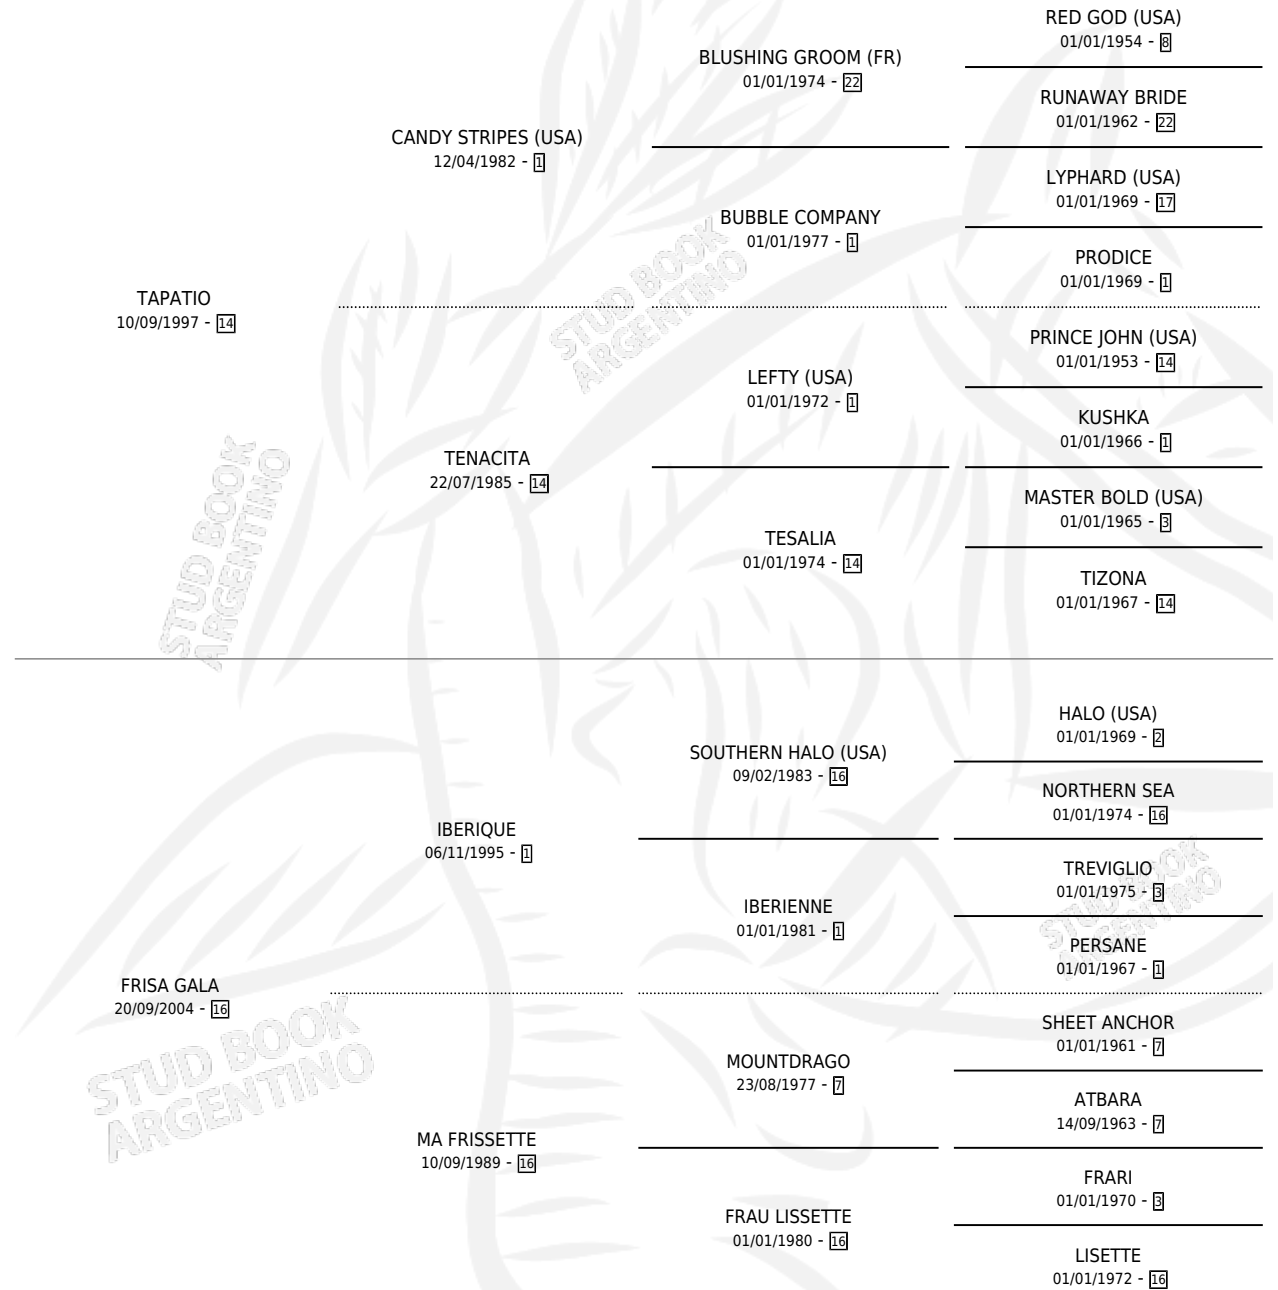 RED GOD (USA)
01/01/1954 - 8
BLUSHING GROOM (FR)
01/01/1974 - 22
RUNAWAY BRIDE
01/01/1962 - 22
CANDY STRIPES (USA)
12/04/1982 - 1
LYPHARD (USA)
01/01/1969 - 17
BUBBLE COMPANY
01/01/1977 - 1
PRODICE
01/01/1969 - 1
TAPATIO
10/09/1997 - 14
STUD BOOK
ARGENTINO
PRINCE JOHN (USA)
01/01/1953 - 14
LEFTY (USA)
01/01/1972 - 1
KUSHKA
01/01/1966 - 1
TENACITA
22/07/1985 - 14
MASTER BOLD (USA)
01/01/1965 - 3
TESALIA
01/01/1974 - 14
TIZONA
01/01/1967 - 14
STUD BOOK
ARGENTINO
HALO (USA)
01/01/1969 - 2
SOUTHERN HALO (USA)
09/02/1983 - 16
NORTHERN SEA
01/01/1974 - 16
IBERIQUE
06/11/1995 - 1
TREVIGLIO
01/01/1975 - 3
IBERIENNE
01/01/1981 - 1
STUD BOOK
ARGENTINO
PERSANE
01/01/1967 - 1
FRISA GALA
20/09/2004 - 16
SHEET ANCHOR
01/01/1961 - 7
MOUNTDRAGO
23/08/1977 - 7
STUD BOOK
ARGENTINO
ATBARA
14/09/1963 - 7
MA FRISSETTE
10/09/1989 - 16
FRARI
01/01/1970 - 3
FRAU LISSETTE
01/01/1980 - 16
LISETTE
01/01/1972 - 16